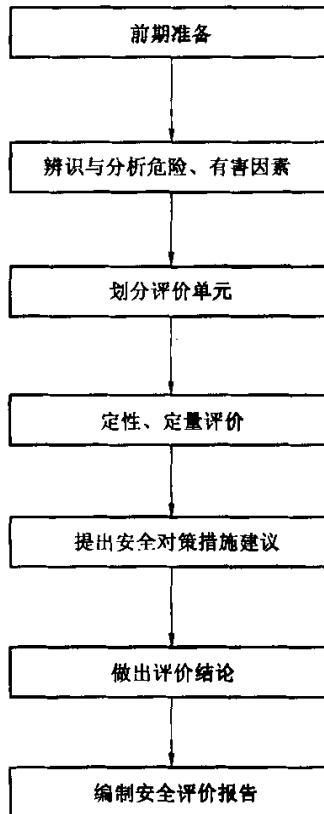 前期准备
辨识与分析危险、有害因素
划分评价单元
定性、定量评价
提出安全对策措施建议
做出评价结论
编制安全评价报告